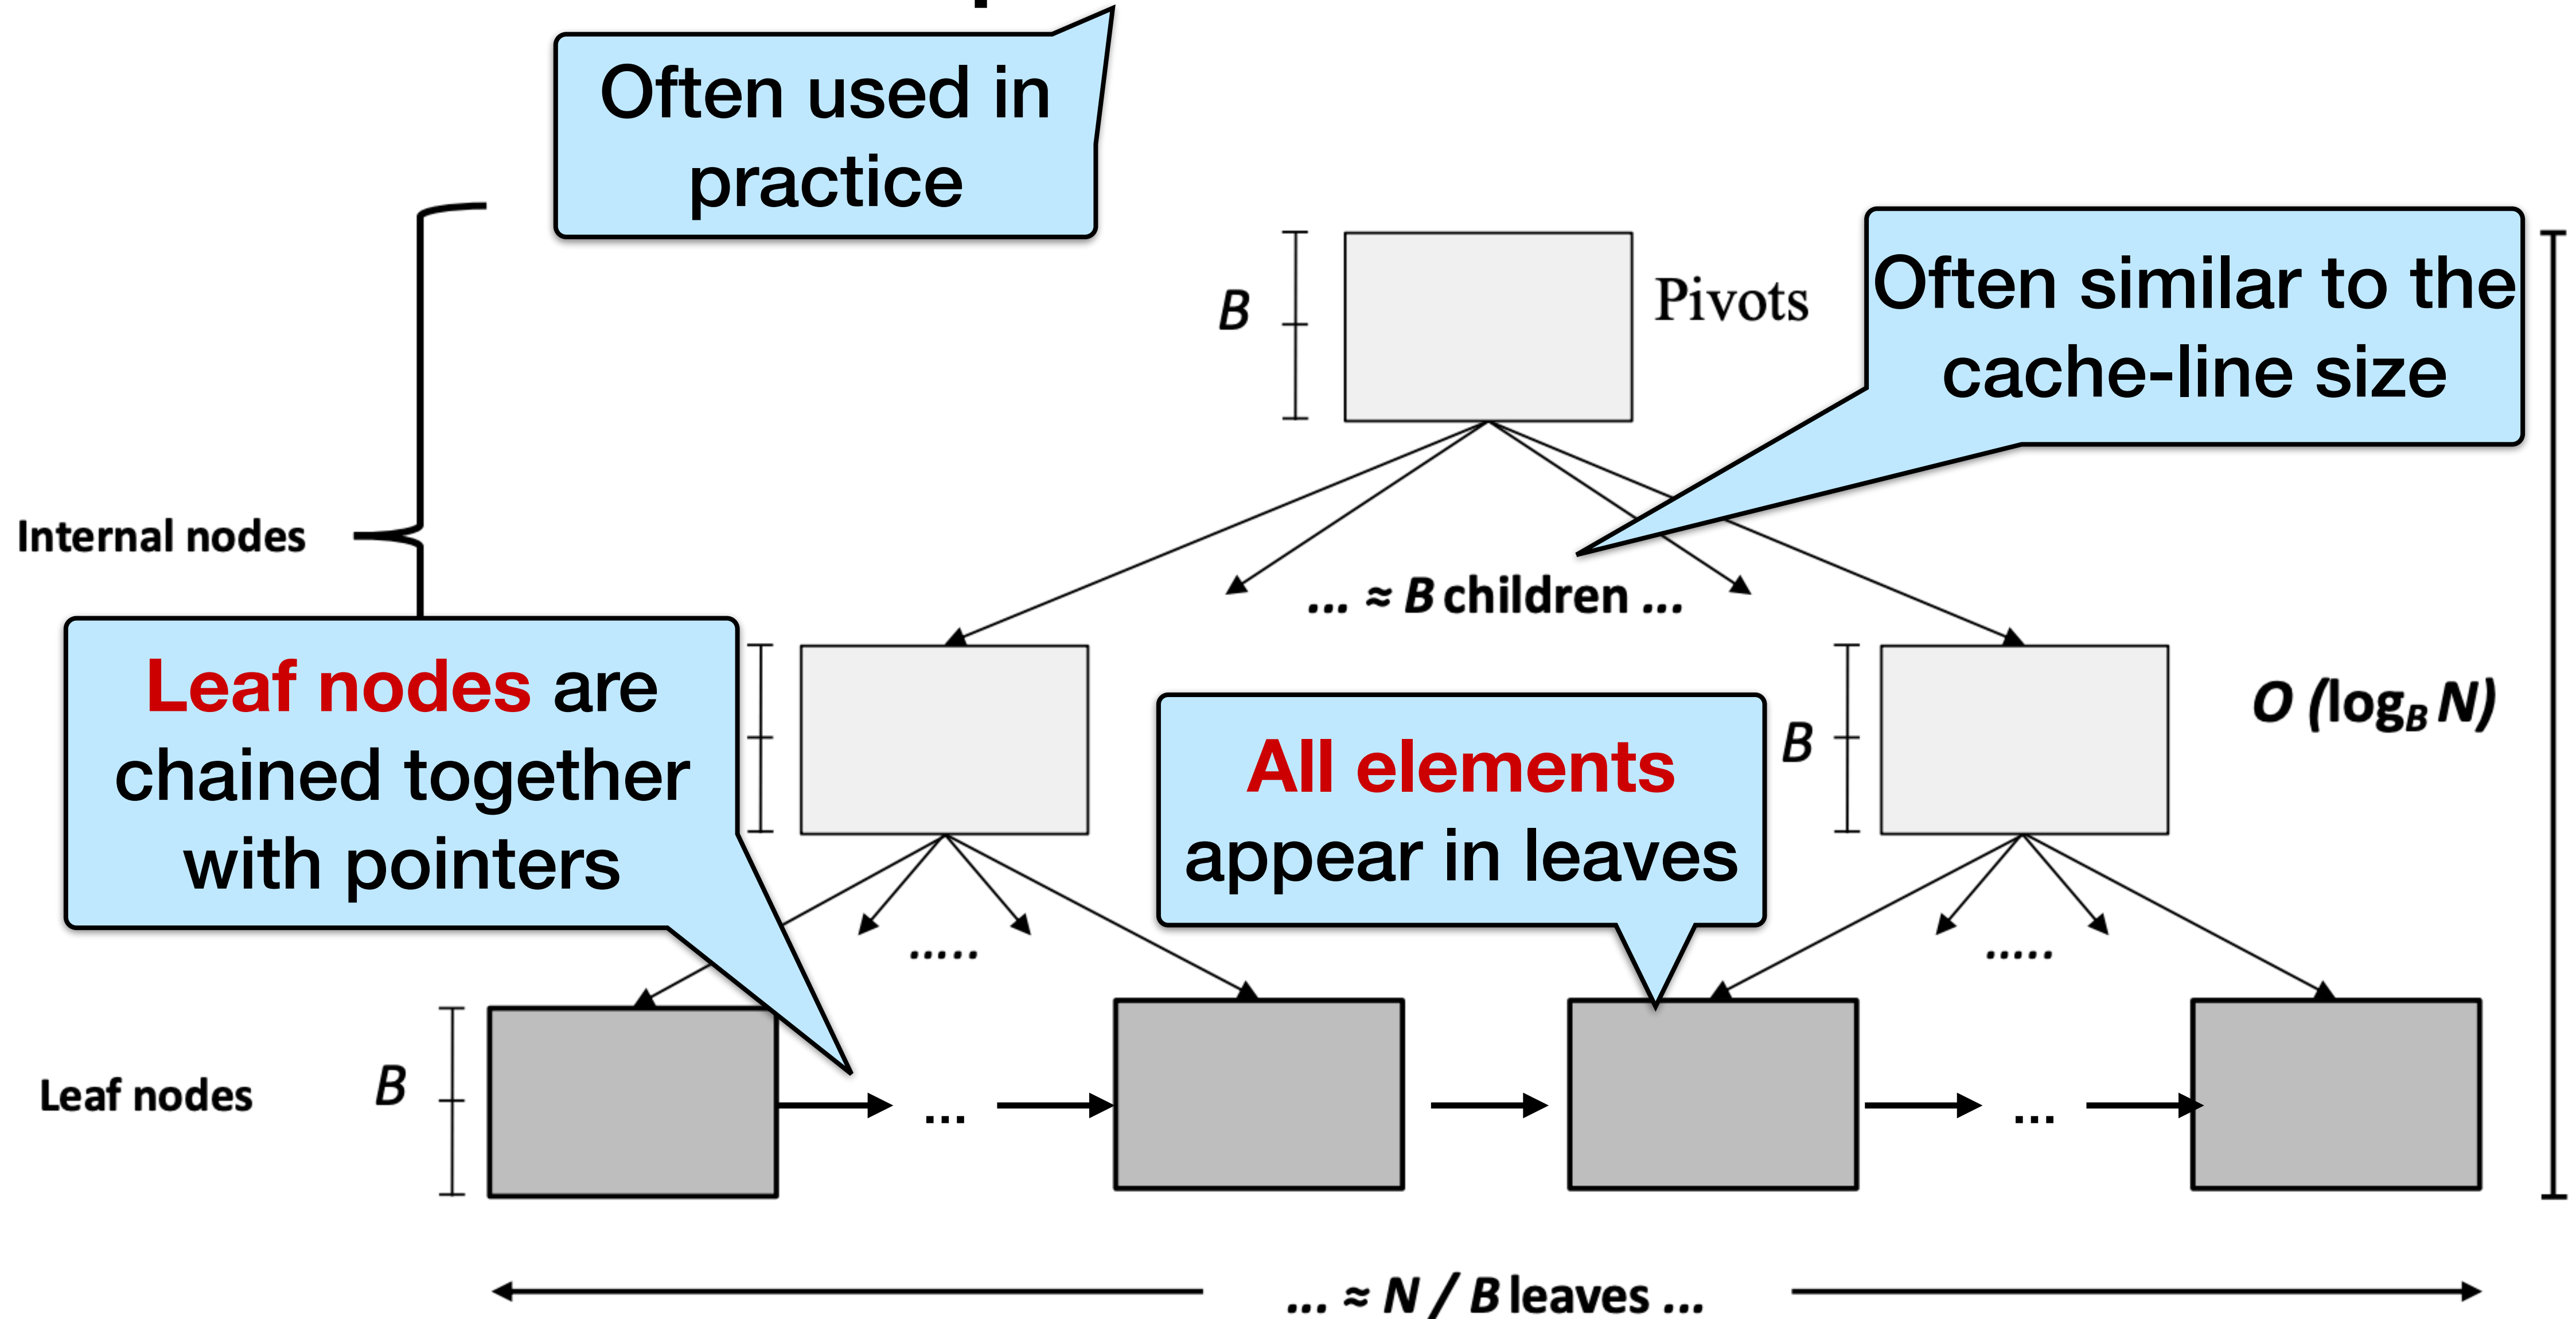 Often used in
practice
B
Pivots
Often similar to the
cache-line size
Internal nodes
... ≈ B children ...
Leaf nodes are
chained together
with pointers
All elements
appear in leaves
B
O (log_B N)
.....
.....
Leaf nodes
B
...
...
... ≈ N / B leaves ...